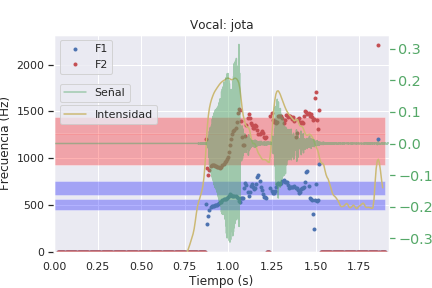 Vocal: jota
F1
F2
Señal
Intensidad
Frecuencia (Hz)
2000
1500
1000
500
0
0.3
0.2
0.1
0.0
−0.1
−0.2
−0.3
0.00 0.25 0.50 0.75 1.00 1.25 1.50 1.75
Tiempo (s)